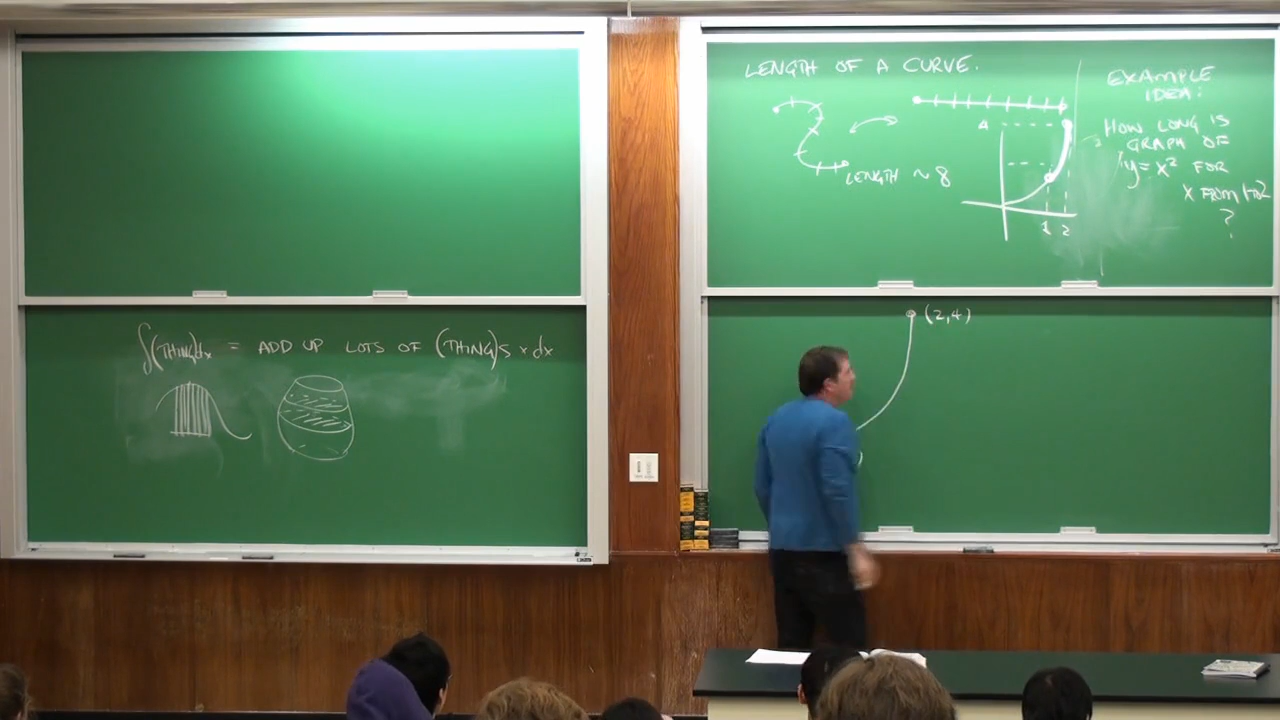 ∫(THING)dx = ADD UP LOTS OF (THING)S × dx
LENGTH OF A CURVE.
LENGTH ~ 8
4
1 2
EXAMPLE
IDEA:
HOW LONG IS
GRAPH OF
y = x² FOR
X FROM 1 TO 2
?
(2,4)